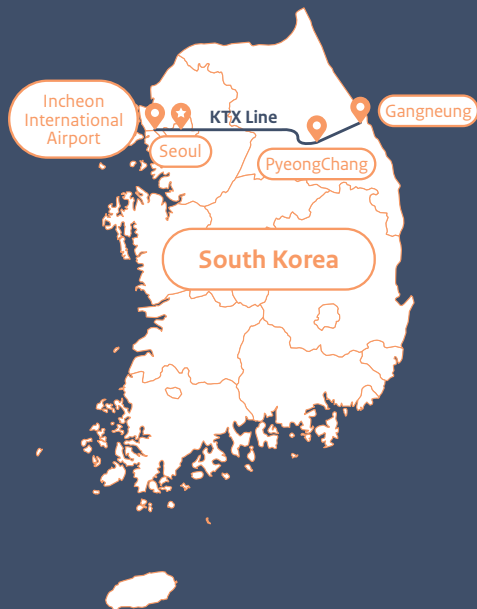 Incheon
International
Airport
Seoul
KTX Line
PyeongChang
Gangneung
South Korea